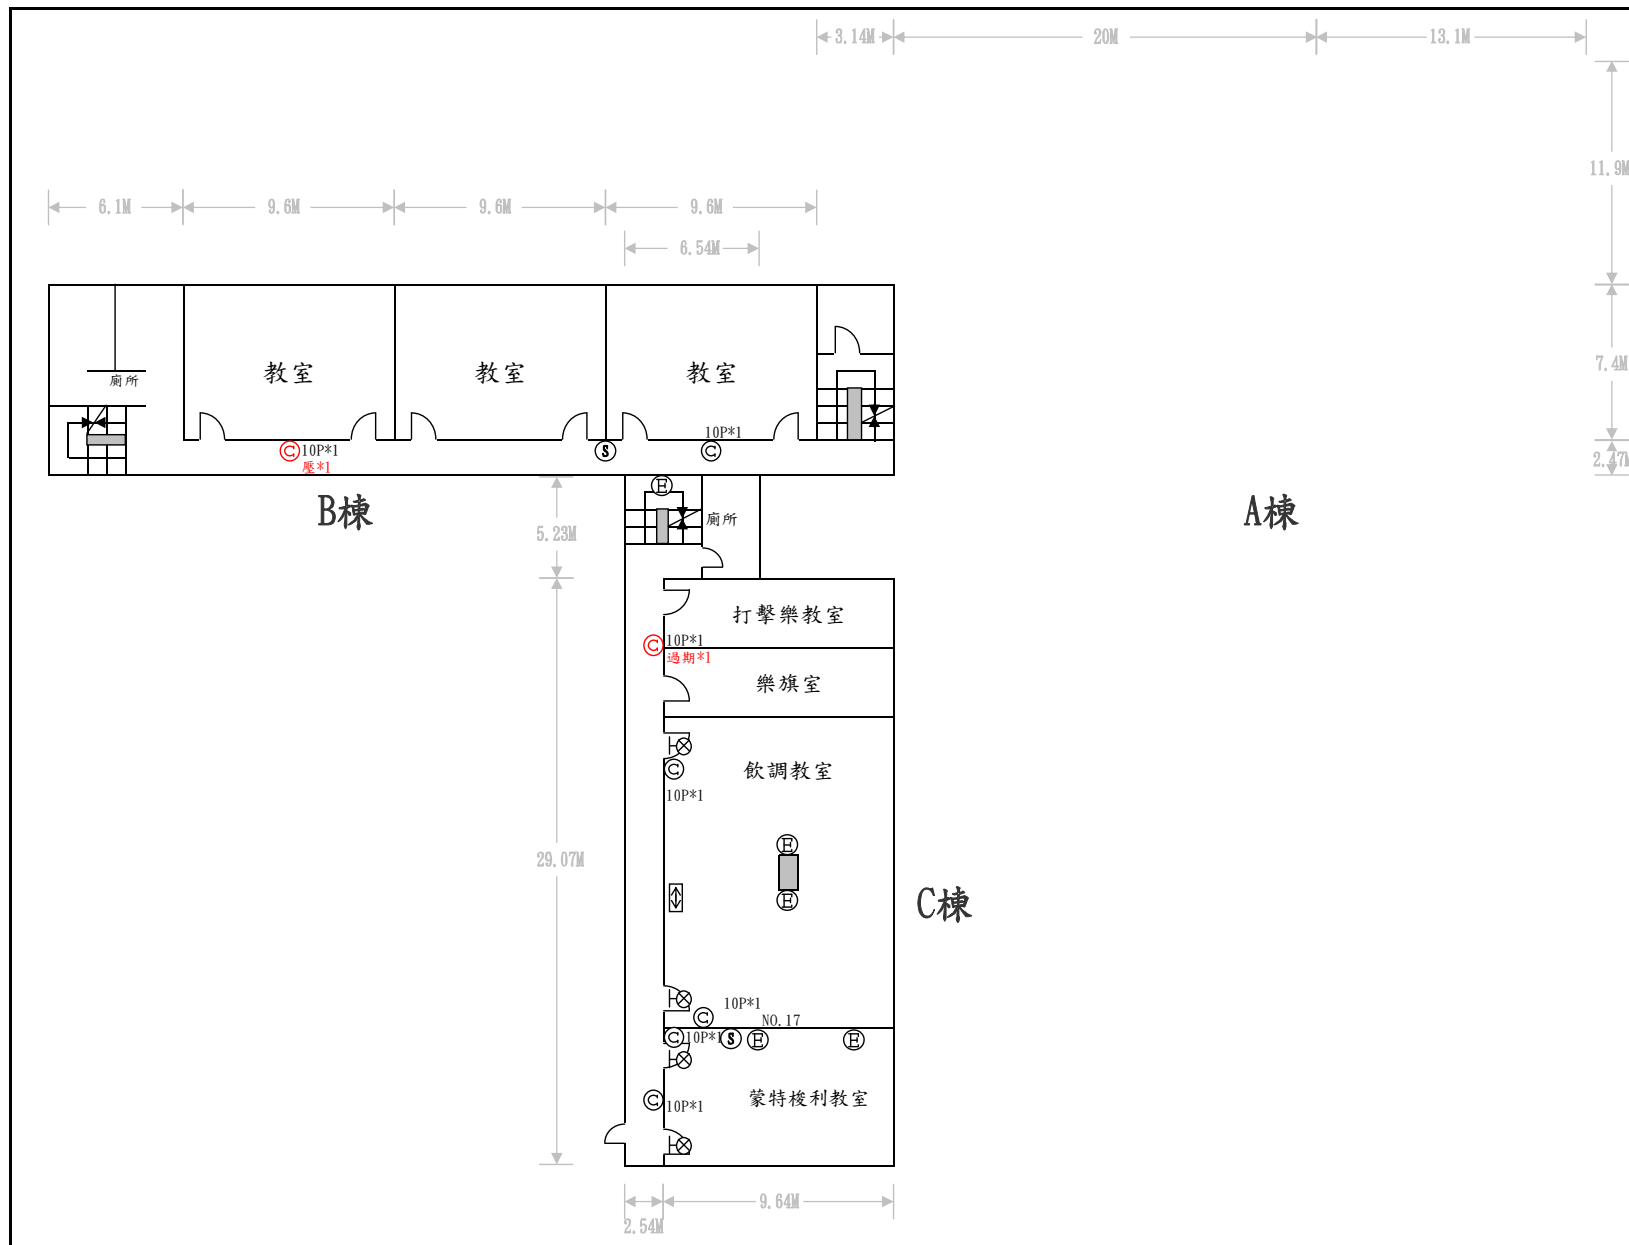 3.14M 20M 13.1M
11.9M
6.1M 9.6M 9.6M 9.6M
6.54M
7.4M
教室 教室 教室
廁所
10P*1
C 10P*1 S C
壓*1
2.47M
E
B棟 A棟
5.23M
廁所
打擊樂教室
C 10P*1
過期*1
樂旗室
飲調教室
C
10P*1
E
29.07M
E
C棟
10P*1
C NO.17
C 10P*1 S E E
蒙特梭利教室
C 10P*1
9.64M
2.54M